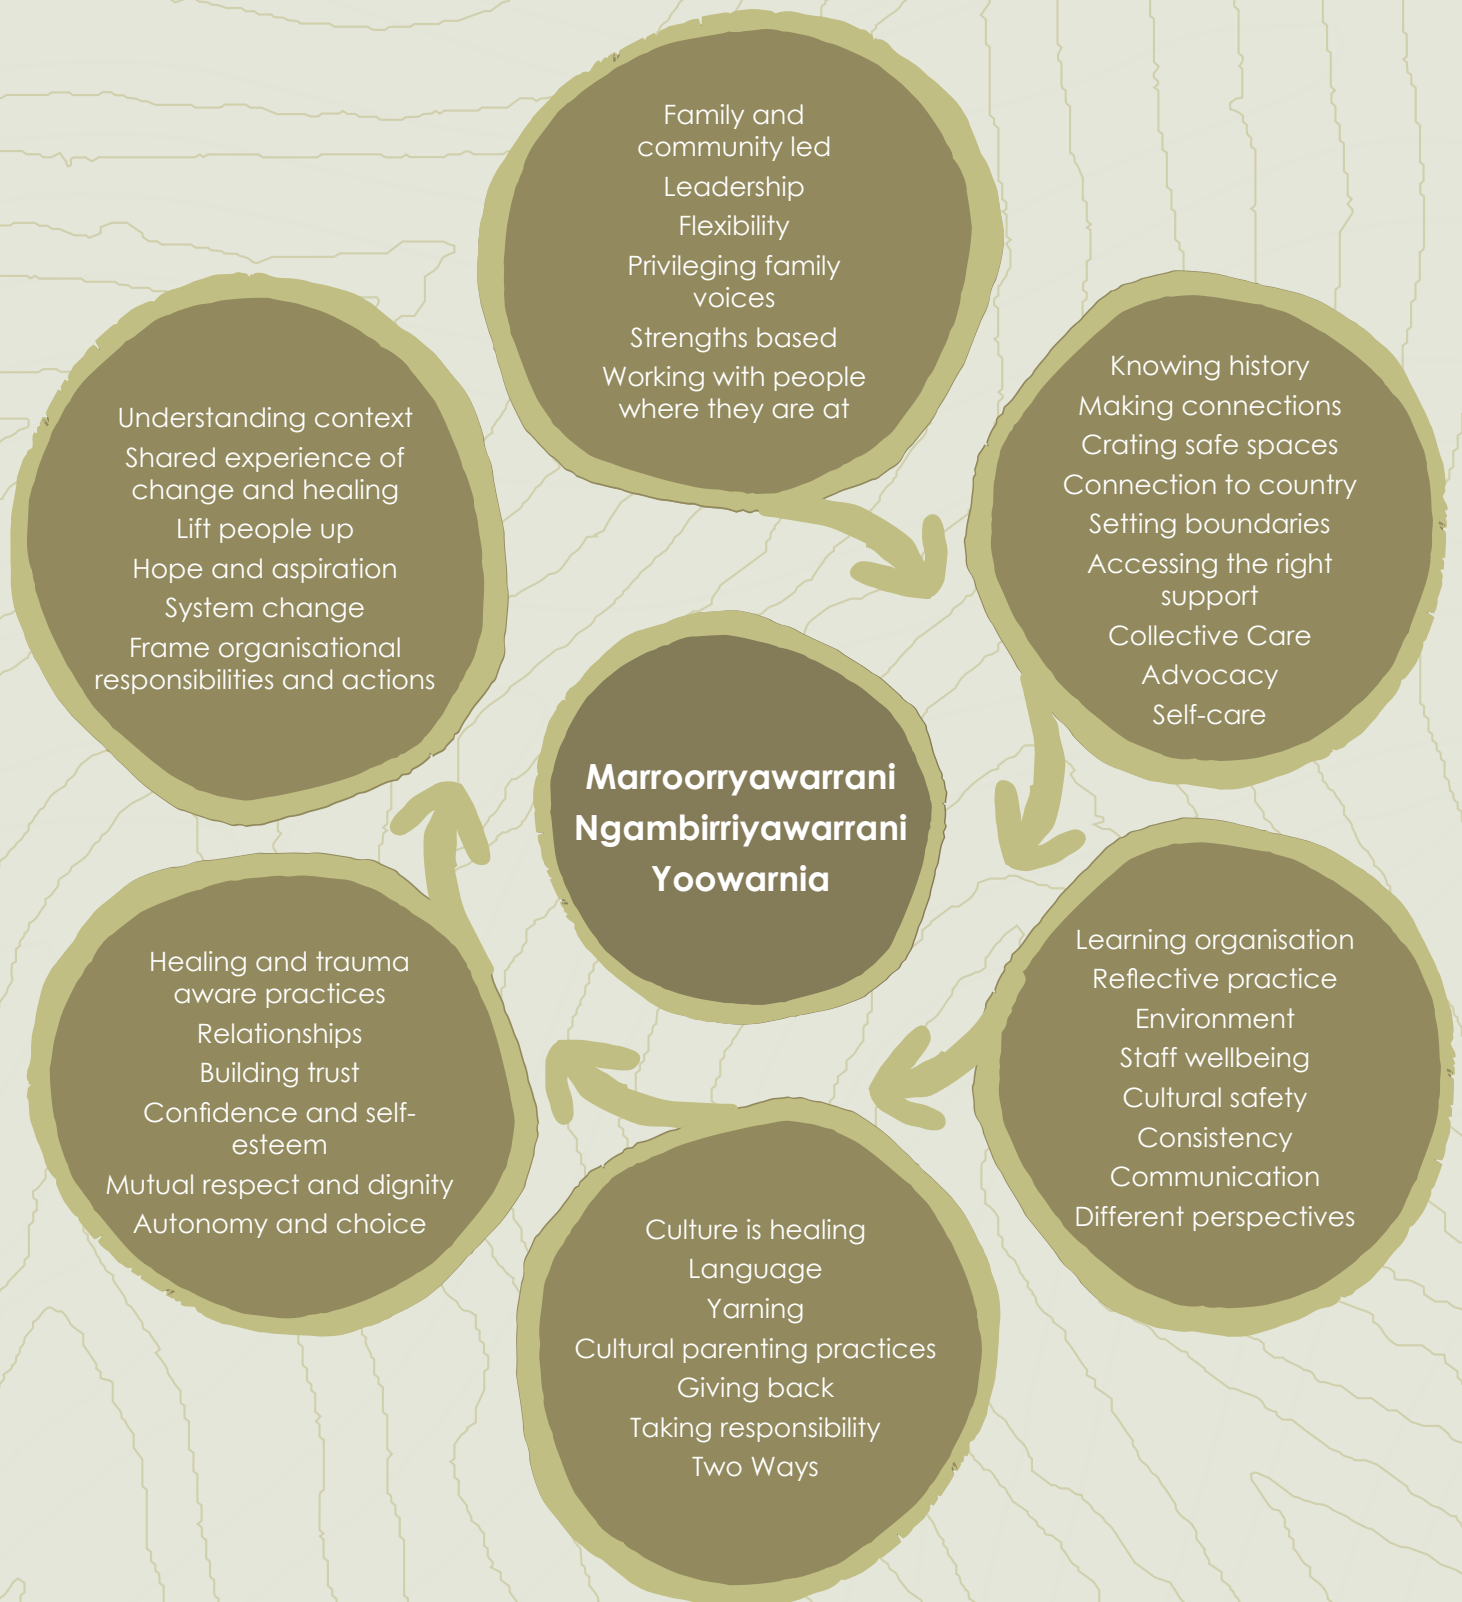 Family and
community led
Leadership
Flexibility
Privileging family
voices
Strengths based
Working with people
where they are at
Knowing history
Making connections
Crating safe spaces
Connection to country
Setting boundaries
Accessing the right
support
Collective Care
Advocacy
Self-care
Learning organisation
Reflective practice
Environment
Staff wellbeing
Cultural safety
Consistency
Communication
Different perspectives
Culture is healing
Language
Yarning
Cultural parenting practices
Giving back
Taking responsibility
Two Ways
Healing and trauma
aware practices
Relationships
Building trust
Confidence and self-
esteem
Mutual respect and dignity
Autonomy and choice
Understanding context
Shared experience of
change and healing
Lift people up
Hope and aspiration
System change
Frame organisational
responsibilities and actions
Marroorryawarrani
Ngambirriyawarrani
Yoowarnia